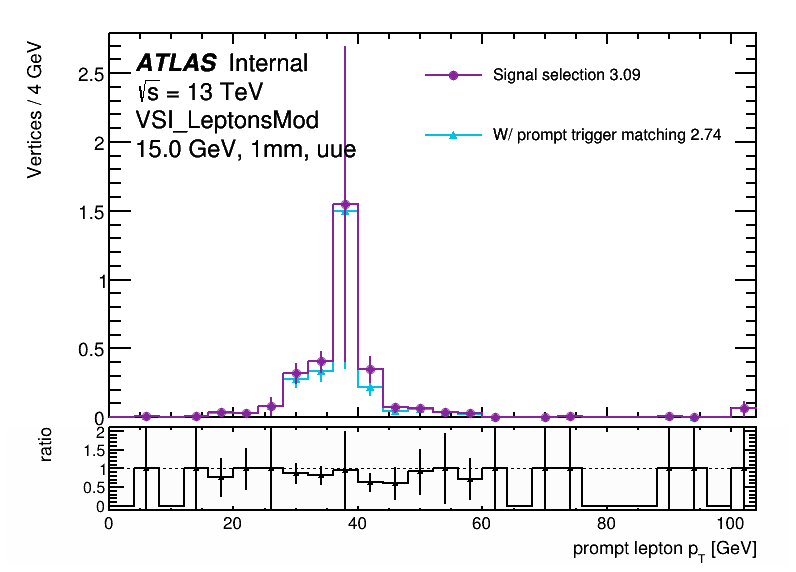 ATLAS Internal
√s = 13 TeV
VSI_LeptonsMod
15.0 GeV, 1mm, uue
Signal selection 3.09
W/ prompt trigger matching 2.74
Vertices / 4 GeV
2.5
2
1.5
1
0.5
0
ratio
2
1.5
1
0.5
0
0 20 40 60 80 100
prompt lepton pT [GeV]